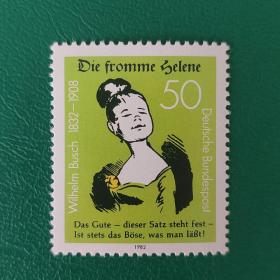 Die fromme Helene
50
Wilhelm Busch 1832–1908
Deutsche Bundespost
Das Gute – dieser Satz steht fest –
Ist stets das Böse, was man läßt!
1982